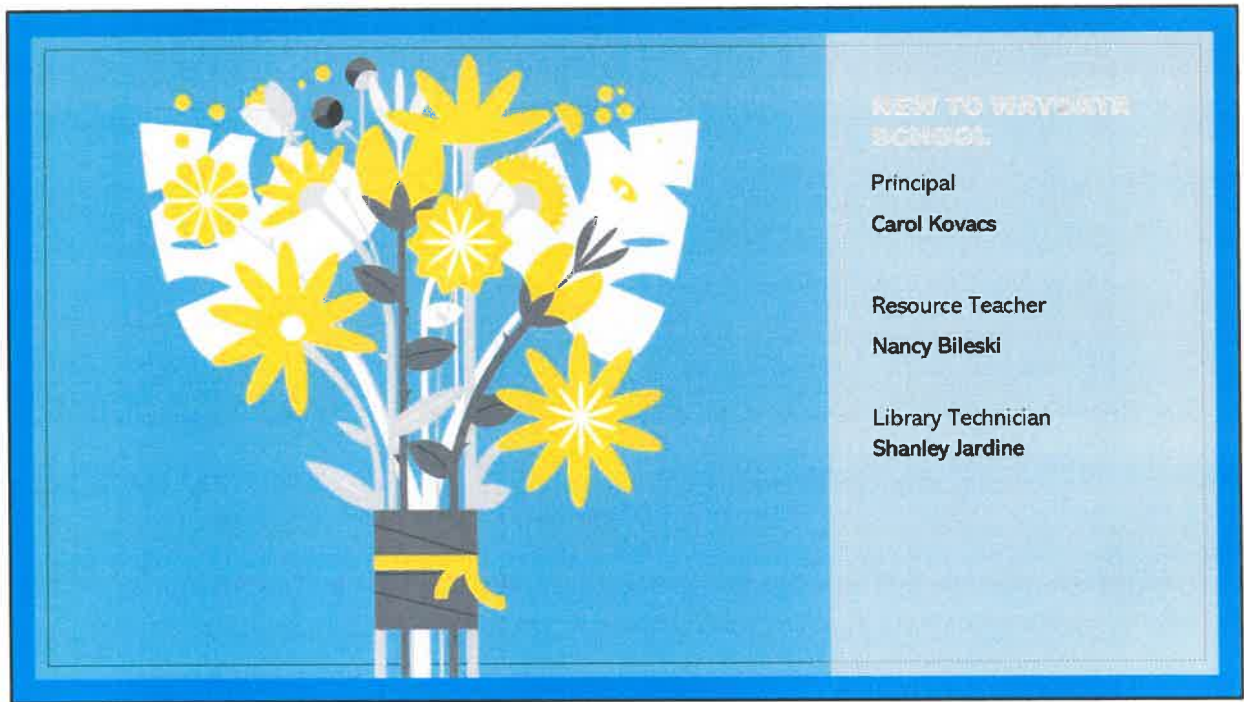 NEW TO
SCHOOL
Principal
Carol Kovacs
Resource Teacher
Nancy Bileski
Library Technician
Shanley Jardine